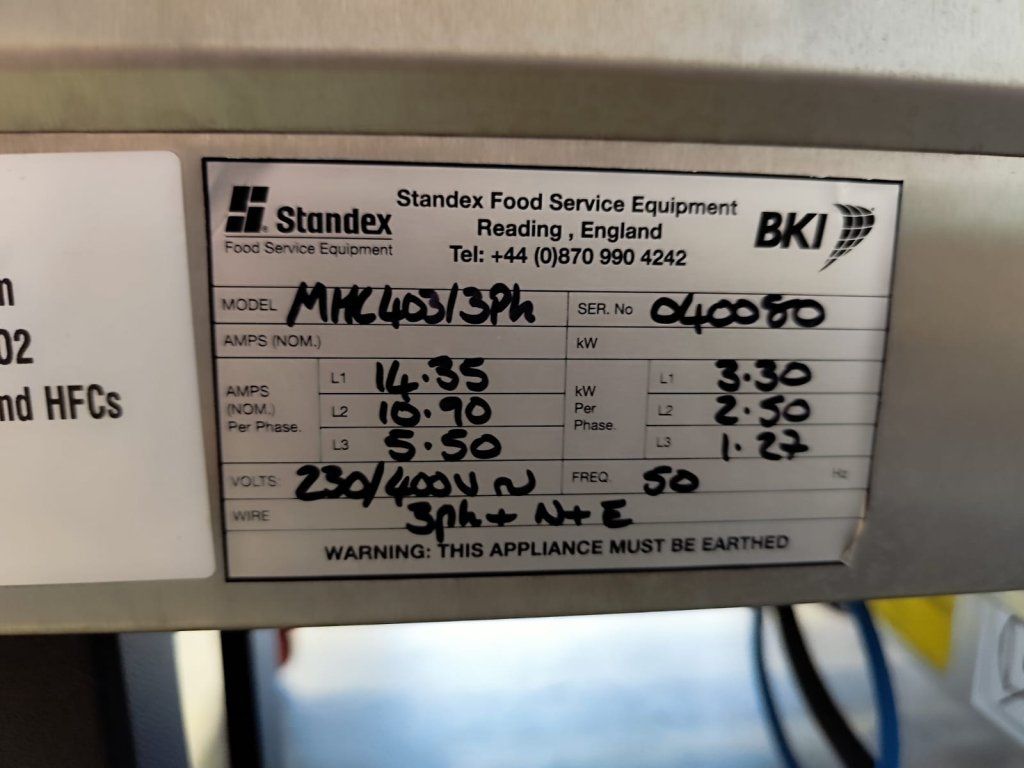 n
02
nd HFCs
Standex
Food Service Equipment
Standex Food Service Equipment
Reading , England
Tel: +44 (0)870 990 4242
BKI
MODEL MHC403/3Ph SER. No 040080
AMPS (NOM.) kW
AMPS (NOM.) Per Phase. L1 14.35 kW Per Phase. L1 3.30
L2 10.90 L2 2.50
L3 5.50 L3 1.27
VOLTS: 230/400V ~ FREQ. 50 Hz
WIRE 3ph + N + E
WARNING: THIS APPLIANCE MUST BE EARTHED